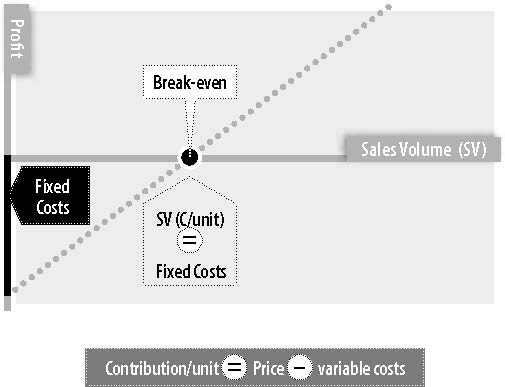 Profit
Break-even
Sales Volume (SV)
Fixed
Costs
SV (C/unit)
=
Fixed Costs
Contribution/unit = Price − variable costs